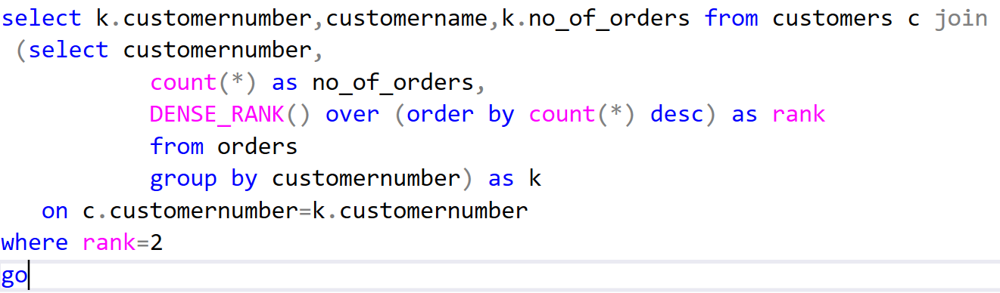 select k.customernumber,customername,k.no_of_orders from customers c join
(select customernumber,
count(*) as no_of_orders,
DENSE_RANK() over (order by count(*) desc) as rank
from orders
group by customernumber) as k
on c.customernumber=k.customernumber
where rank=2
go